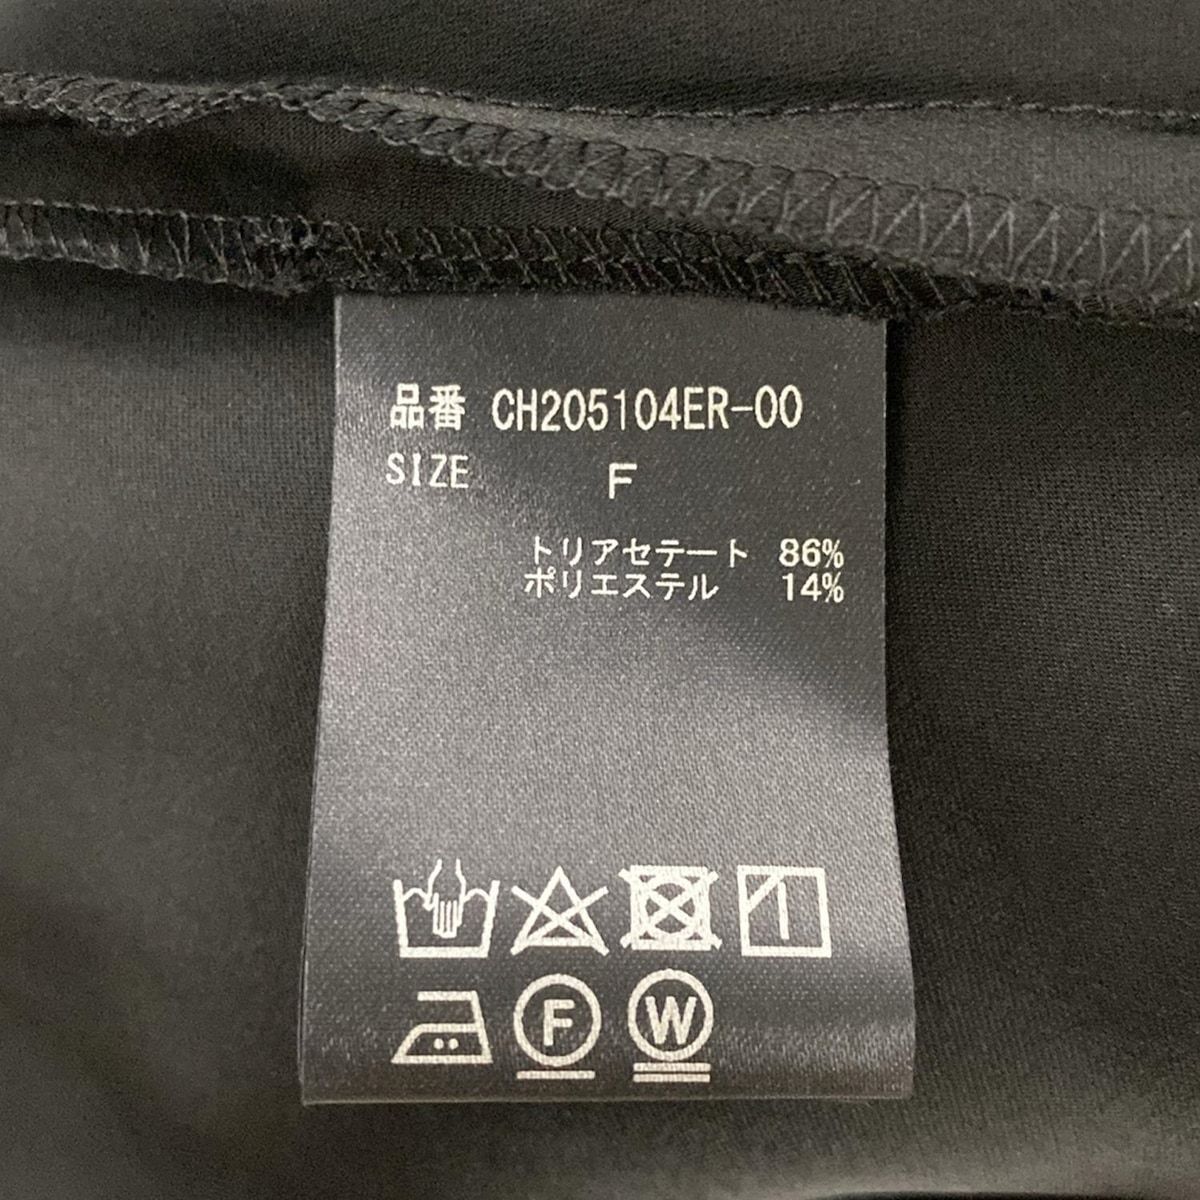 品番 CH205104ER-00
SIZE F
トリアセテート 86%
ポリエステル 14%
F W